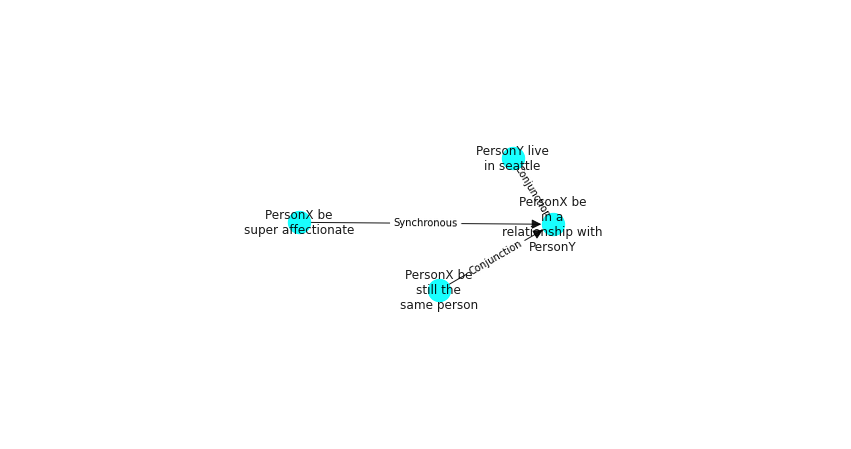 PersonY live
in seattle
Conjunction
PersonX be
in a
relationship with
PersonY
PersonX be
super affectionate
Synchronous
Conjunction
PersonX be
still the
same person